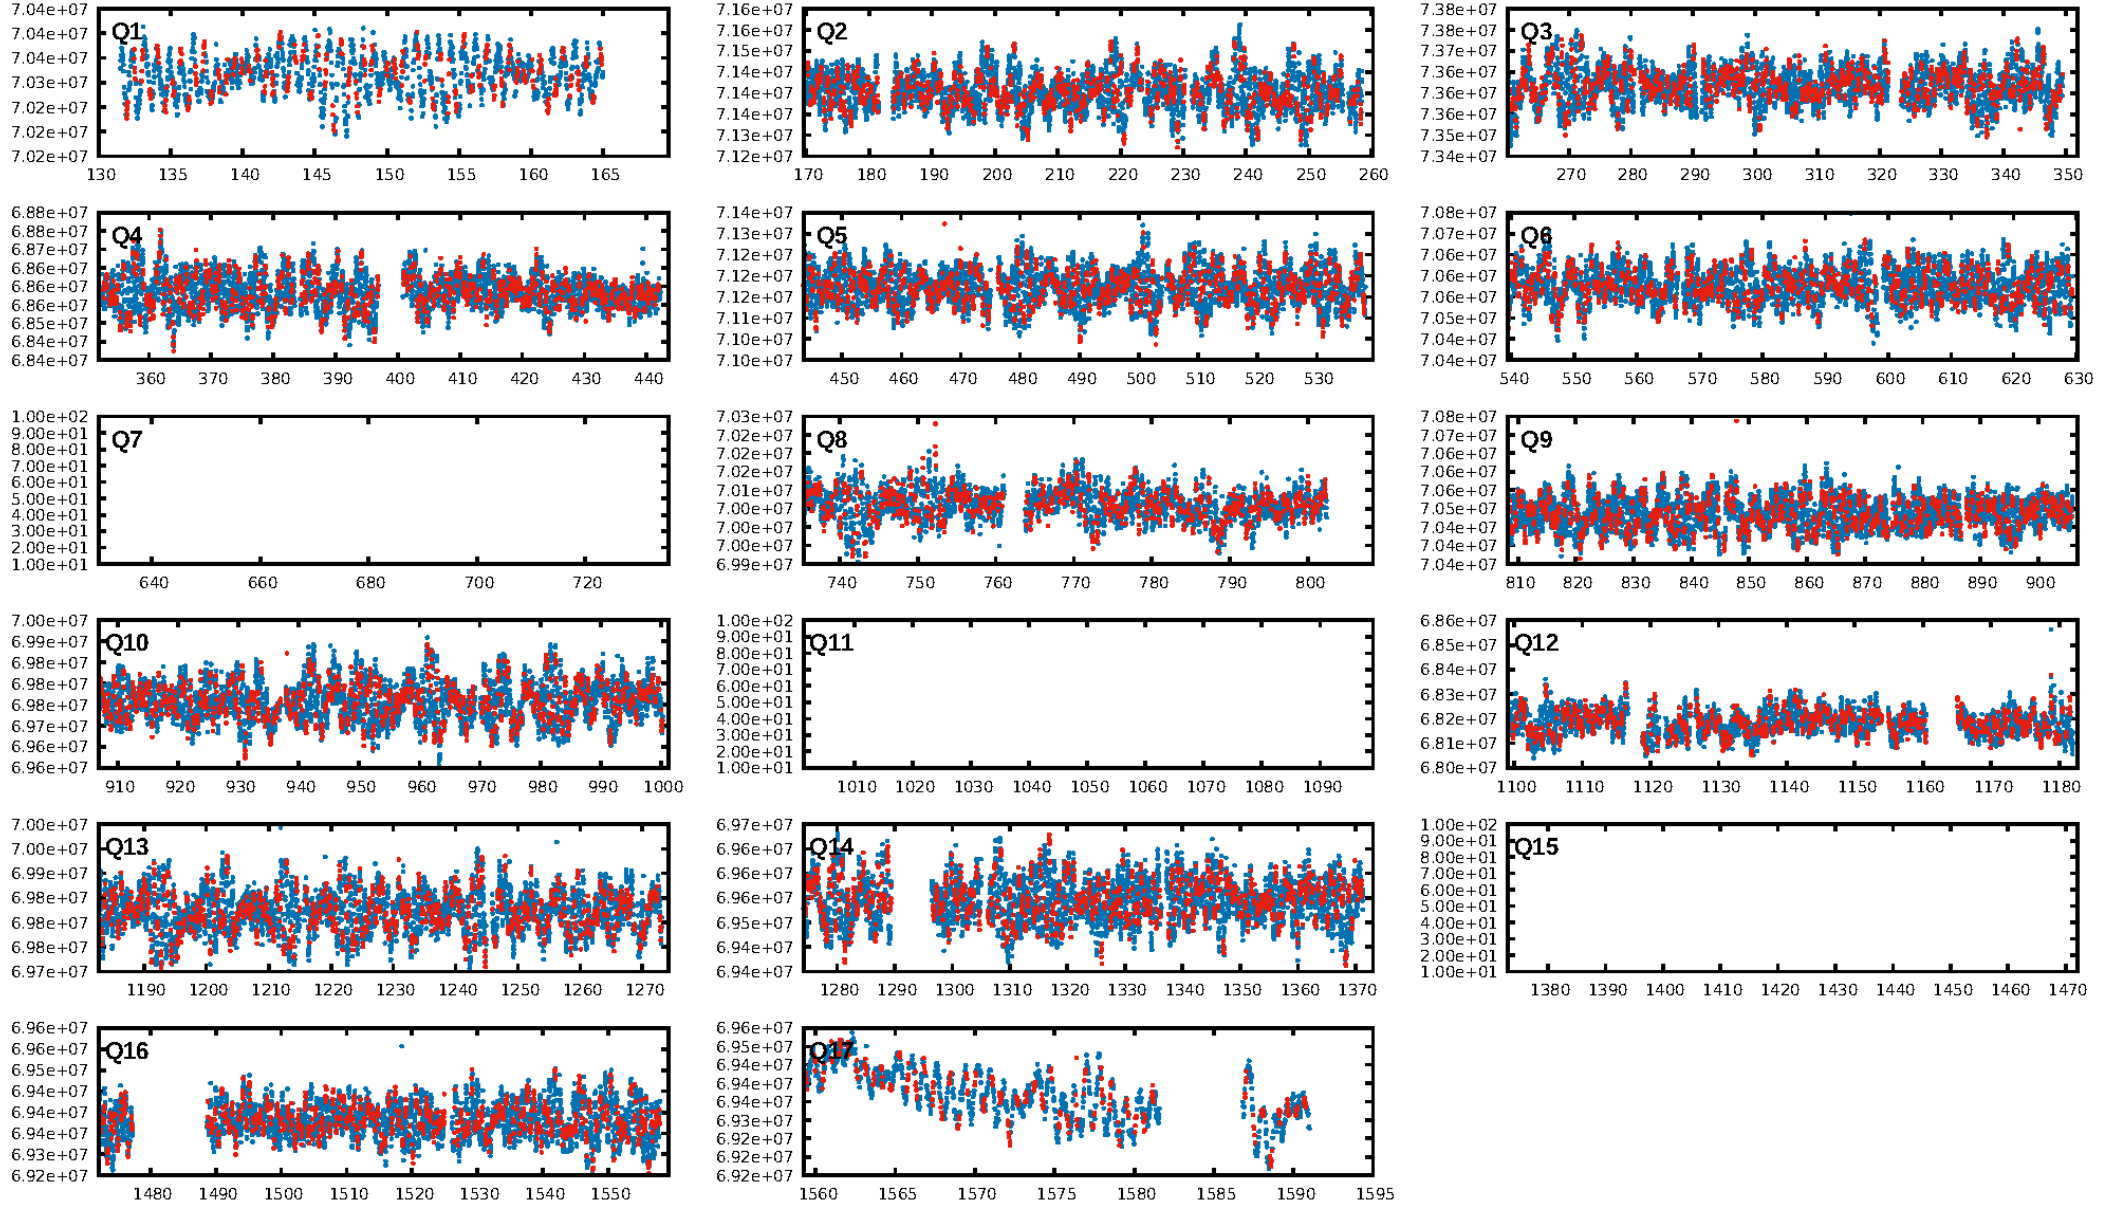 Q1
7.04e+07
7.04e+07
7.04e+07
7.03e+07
7.02e+07
7.02e+07
7.02e+07
130 135 140 145 150 155 160 165
Q2
7.16e+07
7.16e+07
7.15e+07
7.14e+07
7.14e+07
7.14e+07
7.13e+07
7.12e+07
170 180 190 200 210 220 230 240 250 260
Q3
7.38e+07
7.38e+07
7.37e+07
7.36e+07
7.36e+07
7.36e+07
7.35e+07
7.34e+07
270 280 290 300 310 320 330 340 350
Q4
6.88e+07
6.88e+07
6.87e+07
6.86e+07
6.86e+07
6.86e+07
6.85e+07
6.84e+07
6.84e+07
360 370 380 390 400 410 420 430 440
Q5
7.14e+07
7.13e+07
7.12e+07
7.12e+07
7.12e+07
7.11e+07
7.10e+07
7.10e+07
450 460 470 480 490 500 510 520 530
Q6
7.08e+07
7.07e+07
7.06e+07
7.06e+07
7.06e+07
7.05e+07
7.04e+07
7.04e+07
540 550 560 570 580 590 600 610 620 630
Q7
1.00e+02
9.00e+01
8.00e+01
7.00e+01
6.00e+01
5.00e+01
4.00e+01
3.00e+01
2.00e+01
1.00e+01
640 660 680 700 720
Q8
7.03e+07
7.02e+07
7.02e+07
7.02e+07
7.01e+07
7.00e+07
7.00e+07
7.00e+07
6.99e+07
740 750 760 770 780 790 800
Q9
7.08e+07
7.07e+07
7.06e+07
7.06e+07
7.05e+07
7.04e+07
7.04e+07
7.04e+07
810 820 830 840 850 860 870 880 890 900
Q10
7.00e+07
6.99e+07
6.98e+07
6.98e+07
6.98e+07
6.97e+07
6.96e+07
6.96e+07
910 920 930 940 950 960 970 980 990 1000
Q11
1.00e+02
9.00e+01
8.00e+01
7.00e+01
6.00e+01
5.00e+01
4.00e+01
3.00e+01
2.00e+01
1.00e+01
1010 1020 1030 1040 1050 1060 1070 1080 1090
Q12
6.86e+07
6.85e+07
6.84e+07
6.83e+07
6.82e+07
6.81e+07
6.80e+07
1100 1110 1120 1130 1140 1150 1160 1170 1180
Q13
7.00e+07
7.00e+07
6.99e+07
6.98e+07
6.98e+07
6.98e+07
6.97e+07
1190 1200 1210 1220 1230 1240 1250 1260 1270
Q14
6.97e+07
6.96e+07
6.96e+07
6.96e+07
6.95e+07
6.94e+07
6.94e+07
1280 1290 1300 1310 1320 1330 1340 1350 1360 1370
Q15
1.00e+02
9.00e+01
8.00e+01
7.00e+01
6.00e+01
5.00e+01
4.00e+01
3.00e+01
2.00e+01
1.00e+01
1380 1390 1400 1410 1420 1430 1440 1450 1460 1470
Q16
6.96e+07
6.96e+07
6.95e+07
6.94e+07
6.94e+07
6.94e+07
6.93e+07
6.92e+07
1480 1490 1500 1510 1520 1530 1540 1550
Q17
6.96e+07
6.95e+07
6.94e+07
6.94e+07
6.94e+07
6.93e+07
6.92e+07
6.92e+07
6.92e+07
1560 1565 1570 1575 1580 1585 1590 1595